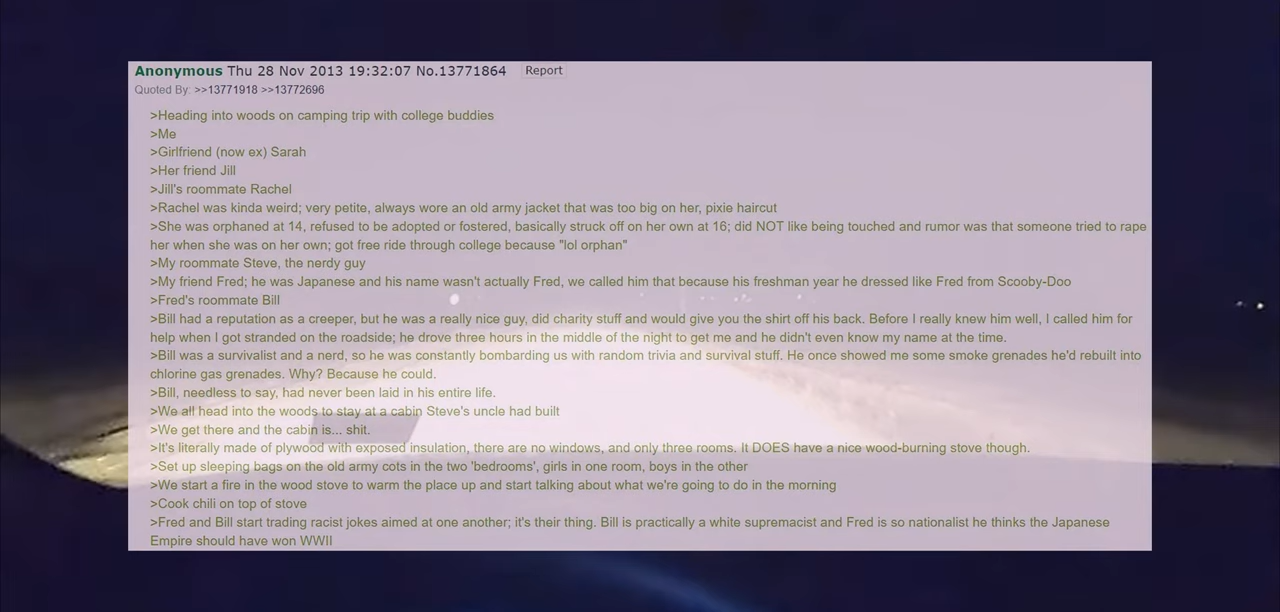 Anonymous Thu 28 Nov 2013 19:32:07 No.13771864 Report
Quoted By: >>13771918 >>13772696
>Heading into woods on camping trip with college buddies
>Me
>Girlfriend (now ex) Sarah
>Her friend Jill
>Jill's roommate Rachel
>Rachel was kinda weird; very petite, always wore an old army jacket that was too big on her, pixie haircut
>She was orphaned at 14, refused to be adopted or fostered, basically struck off on her own at 16; did NOT like being touched and rumor was that someone tried to rape
her when she was on her own; got free ride through college because "lol orphan"
>My roommate Steve, the nerdy guy
>My friend Fred; he was Japanese and his name wasn't actually Fred, we called him that because his freshman year he dressed like Fred from Scooby-Doo
>Fred's roommate Bill
>Bill had a reputation as a creeper, but he was a really nice guy, did charity stuff and would give you the shirt off his back. Before I really knew him well, I called him for
help when I got stranded on the roadside; he drove three hours in the middle of the night to get me and he didn't even know my name at the time.
>Bill was a survivalist and a nerd, so he was constantly bombarding us with random trivia and survival stuff. He once showed me some smoke grenades he'd rebuilt into
chlorine gas grenades. Why? Because he could.
>Bill, needless to say, had never been laid in his entire life.
>We all head into the woods to stay at a cabin Steve's uncle had built
>We get there and the cabin is... shit.
>It's literally made of plywood with exposed insulation, there are no windows, and only three rooms. It DOES have a nice wood-burning stove though.
>Set up sleeping bags on the old army cots in the two 'bedrooms', girls in one room, boys in the other
>We start a fire in the wood stove to warm the place up and start talking about what we're going to do in the morning
>Cook chili on top of stove
>Fred and Bill start trading racist jokes aimed at one another; it's their thing. Bill is practically a white supremacist and Fred is so nationalist he thinks the Japanese
Empire should have won WWII